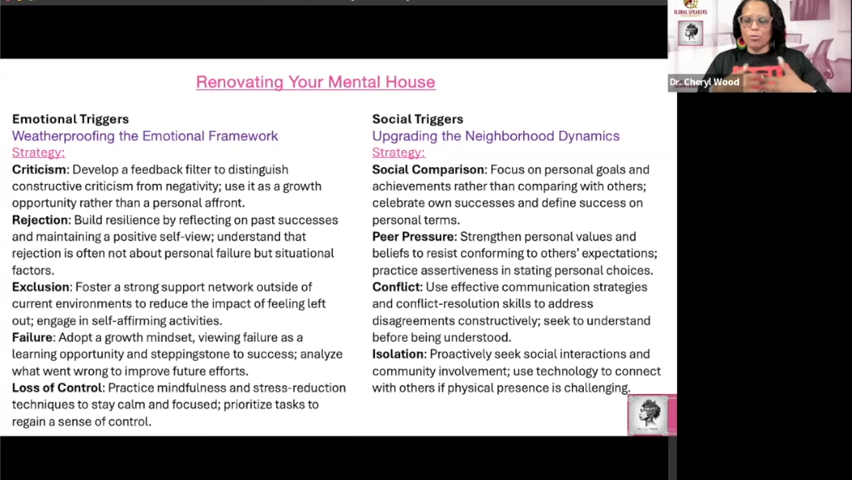 Renovating Your Mental House
Emotional Triggers
Weatherproofing the Emotional Framework
Strategy:
Criticism: Develop a feedback filter to distinguish
constructive criticism from negativity; use it as a growth
opportunity rather than a personal affront.
Rejection: Build resilience by reflecting on past successes
and maintaining a positive self-view; understand that
rejection is often not about personal failure but situational
factors.
Exclusion: Foster a strong support network outside of
current environments to reduce the impact of feeling left
out; engage in self-affirming activities.
Failure: Adopt a growth mindset, viewing failure as a
learning opportunity and steppingstone to success; analyze
what went wrong to improve future efforts.
Loss of Control: Practice mindfulness and stress-reduction
techniques to stay calm and focused; prioritize tasks to
regain a sense of control.
Social Triggers
Upgrading the Neighborhood Dynamics
Strategy:
Social Comparison: Focus on personal goals and
achievements rather than comparing with others;
celebrate own successes and define success on
personal terms.
Peer Pressure: Strengthen personal values and
beliefs to resist conforming to others' expectations;
practice assertiveness in stating personal choices.
Conflict: Use effective communication strategies
and conflict-resolution skills to address
disagreements constructively; seek to understand
before being understood.
Isolation: Proactively seek social interactions and
community involvement; use technology to connect
with others if physical presence is challenging.
GLOBAL SPEAKERS
Dr. Cheryl Wood